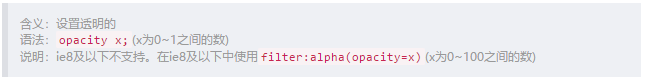 含义：设置透明的
语法： opacity x; (x为0~1之间的数)
说明：ie8及以下不支持。在ie8及以下中使用 filter:alpha(opacity=x) (x为0~100之间的数)